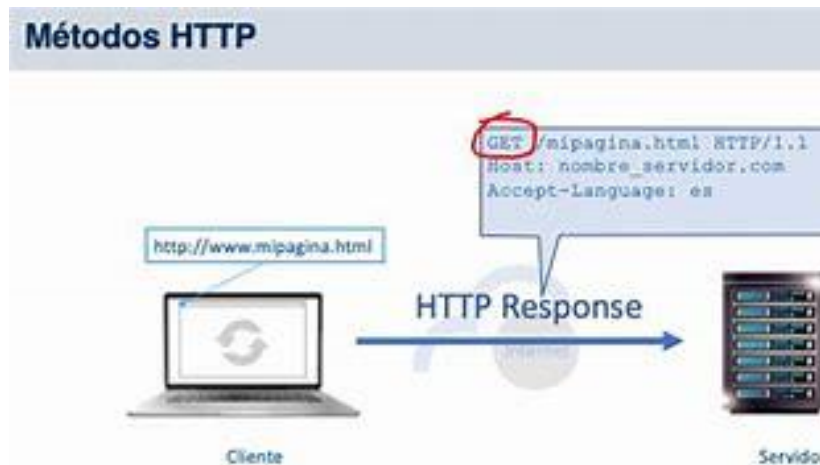 Métodos HTTP
GET /mipagina.html HTTP/1.1
Host: nombre_servidor.com
Accept-Language: es
http://www.mipagina.html
HTTP Response
Internet
Cliente
Servido